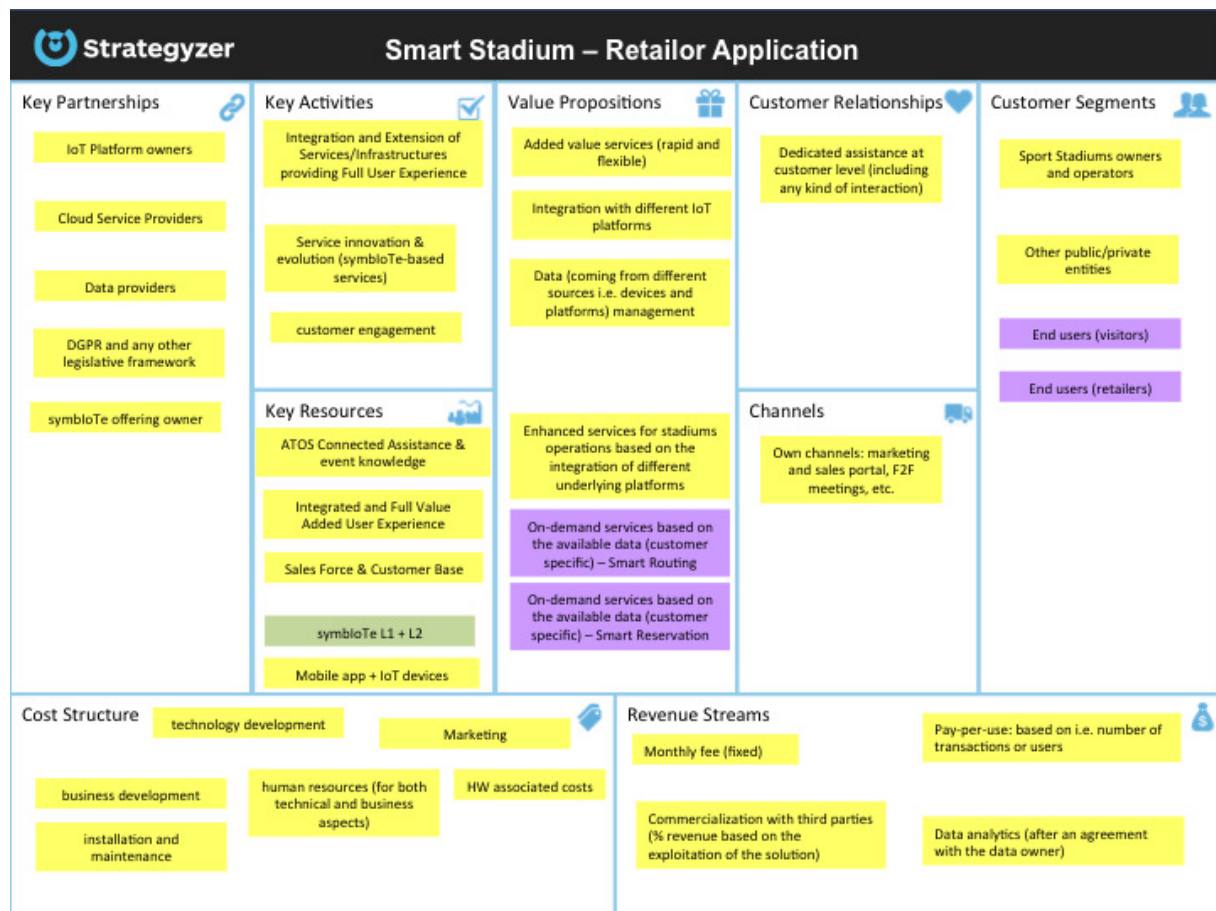 Strategyzer
Smart Stadium – Retailor Application
Key Partnerships
IoT Platform owners
Cloud Service Providers
Data providers
DGPR and any other
legislative framework
symbIoTe offering owner
Key Activities
Integration and Extension of
Services/Infrastructures
providing Full User Experience
Service innovation &
evolution (symbIoTe-based
services)
customer engagement
Key Resources
ATOS Connected Assistance &
event knowledge
Integrated and Full Value
Added User Experience
Sales Force & Customer Base
symbIoTe L1 + L2
Mobile app + IoT devices
Value Propositions
Added value services (rapid and
flexible)
Integration with different IoT
platforms
Data (coming from different
sources i.e. devices and
platforms) management
Enhanced services for stadiums
operations based on the
integration of different
underlying platforms
On-demand services based on
the available data (customer
specific) – Smart Routing
On-demand services based on
the available data (customer
specific) – Smart Reservation
Customer Relationships
Dedicated assistance at
customer level (including
any kind of interaction)
Channels
Own channels: marketing
and sales portal, F2F
meetings, etc.
Customer Segments
Sport Stadiums owners
and operators
Other public/private
entities
End users (visitors)
End users (retailers)
Cost Structure
technology development
Marketing
business development
human resources (for both
technical and business
aspects)
HW associated costs
installation and
maintenance
Revenue Streams
Monthly fee (fixed)
Pay-per-use: based on i.e. number of
transactions or users
Commercialization with third parties
(% revenue based on the
exploitation of the solution)
Data analytics (after an agreement
with the data owner)
$